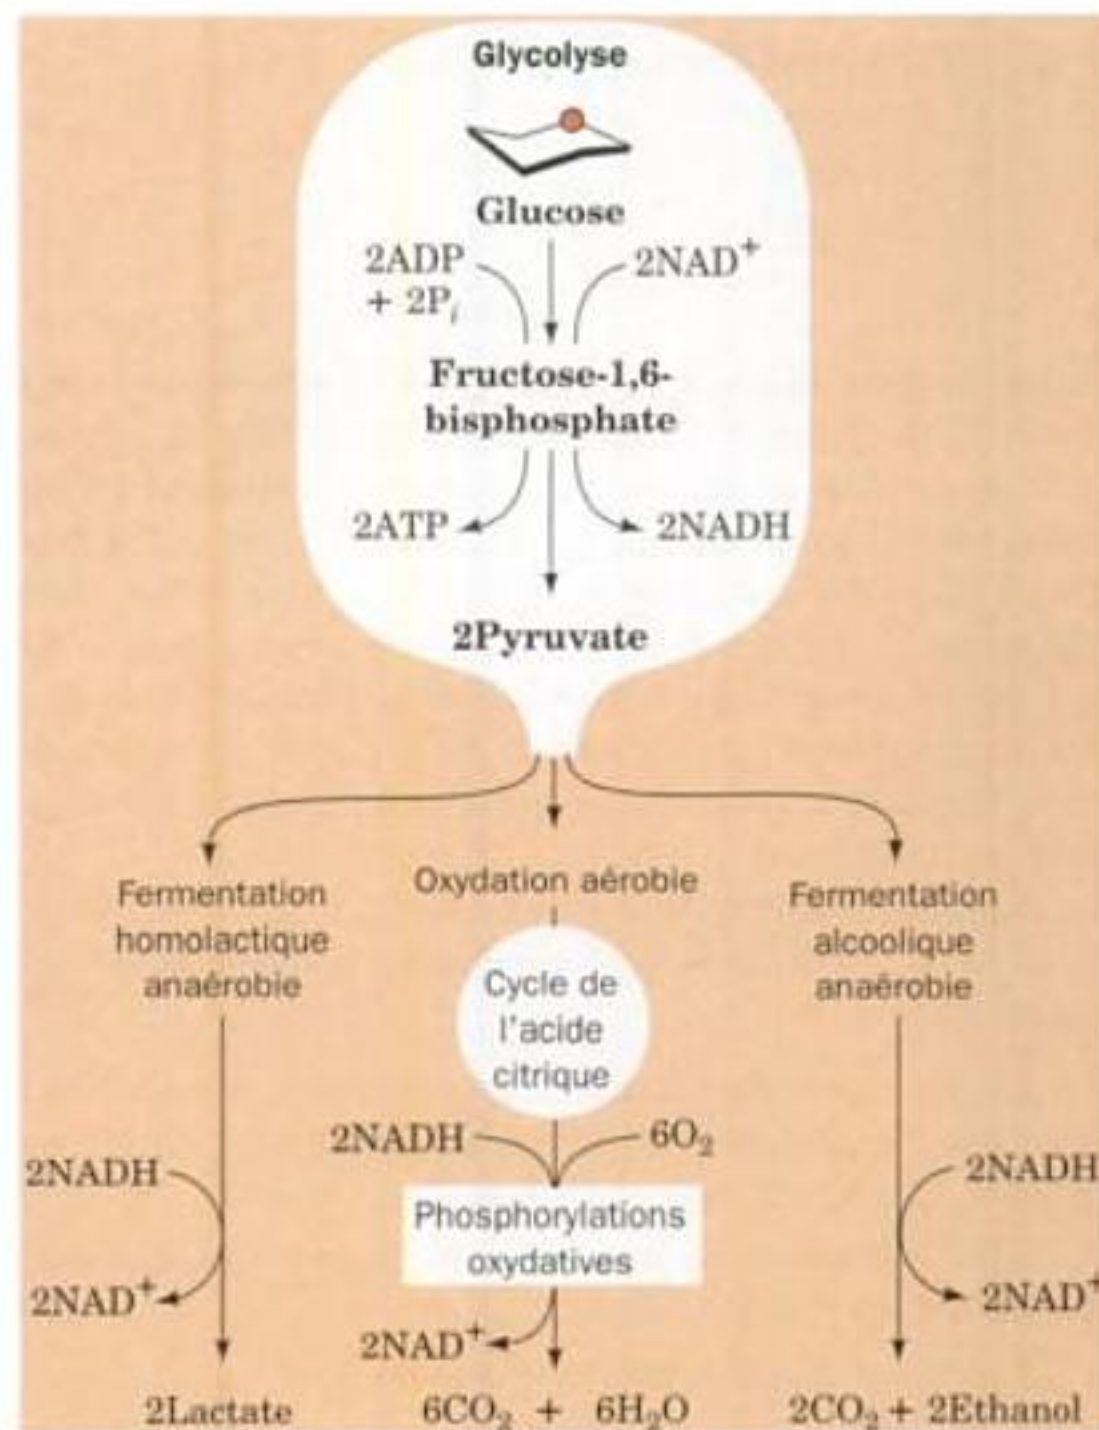 Glycolyse
Glucose
2ADP
+ 2Pᵢ
2NAD⁺
Fructose-1,6-
bisphosphate
2ATP
2NADH
2Pyruvate
Fermentation
homolactique
anaérobie
Oxydation aérobie
Fermentation
alcoolique
anaérobie
Cycle de
l'acide
citrique
2NADH
6O₂
2NADH
2NADH
Phosphorylations
oxydatives
2NAD⁺
2NAD⁺
2NAD⁺
2Lactate
6CO₂ + 6H₂O
2CO₂ + 2Ethanol